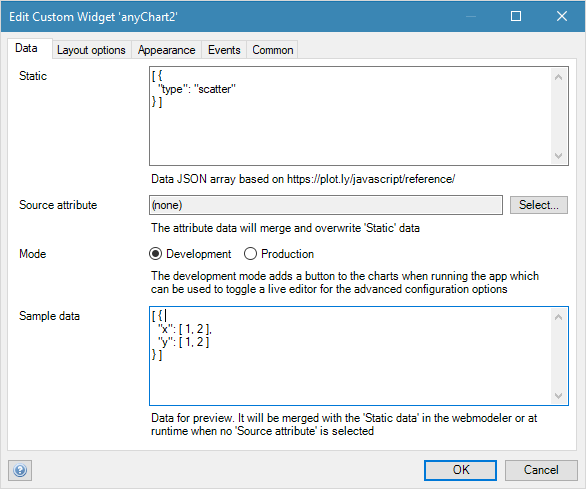 Edit Custom Widget 'anyChart2'
Data Layout options Appearance Events Common
Static
[ {
"type": "scatter"
} ]
Data JSON array based on https://plot.ly/javascript/reference/
Source attribute (none) Select...
The attribute data will merge and overwrite 'Static' data
Mode Development Production
The development mode adds a button to the charts when running the app which
can be used to toggle a live editor for the advanced configuration options
Sample data
[ {
"x": [ 1, 2 ],
"y": [ 1, 2 ]
} ]
Data for preview. It will be merged with the 'Static data' in the webmodeler or at
runtime when no 'Source attribute' is selected
? OK Cancel